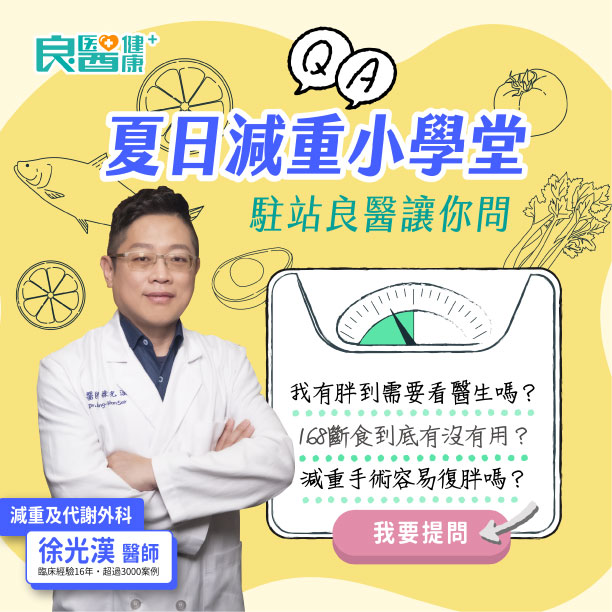 良醫健康+
QA
夏日減重小學堂
駐站良醫讓你問
我有胖到需要看醫生嗎？
168斷食到底有沒有用？
減重手術容易復胖嗎？
我要提問
減重及代謝外科
徐光漢 醫師
臨床經驗16年・超過3000案例